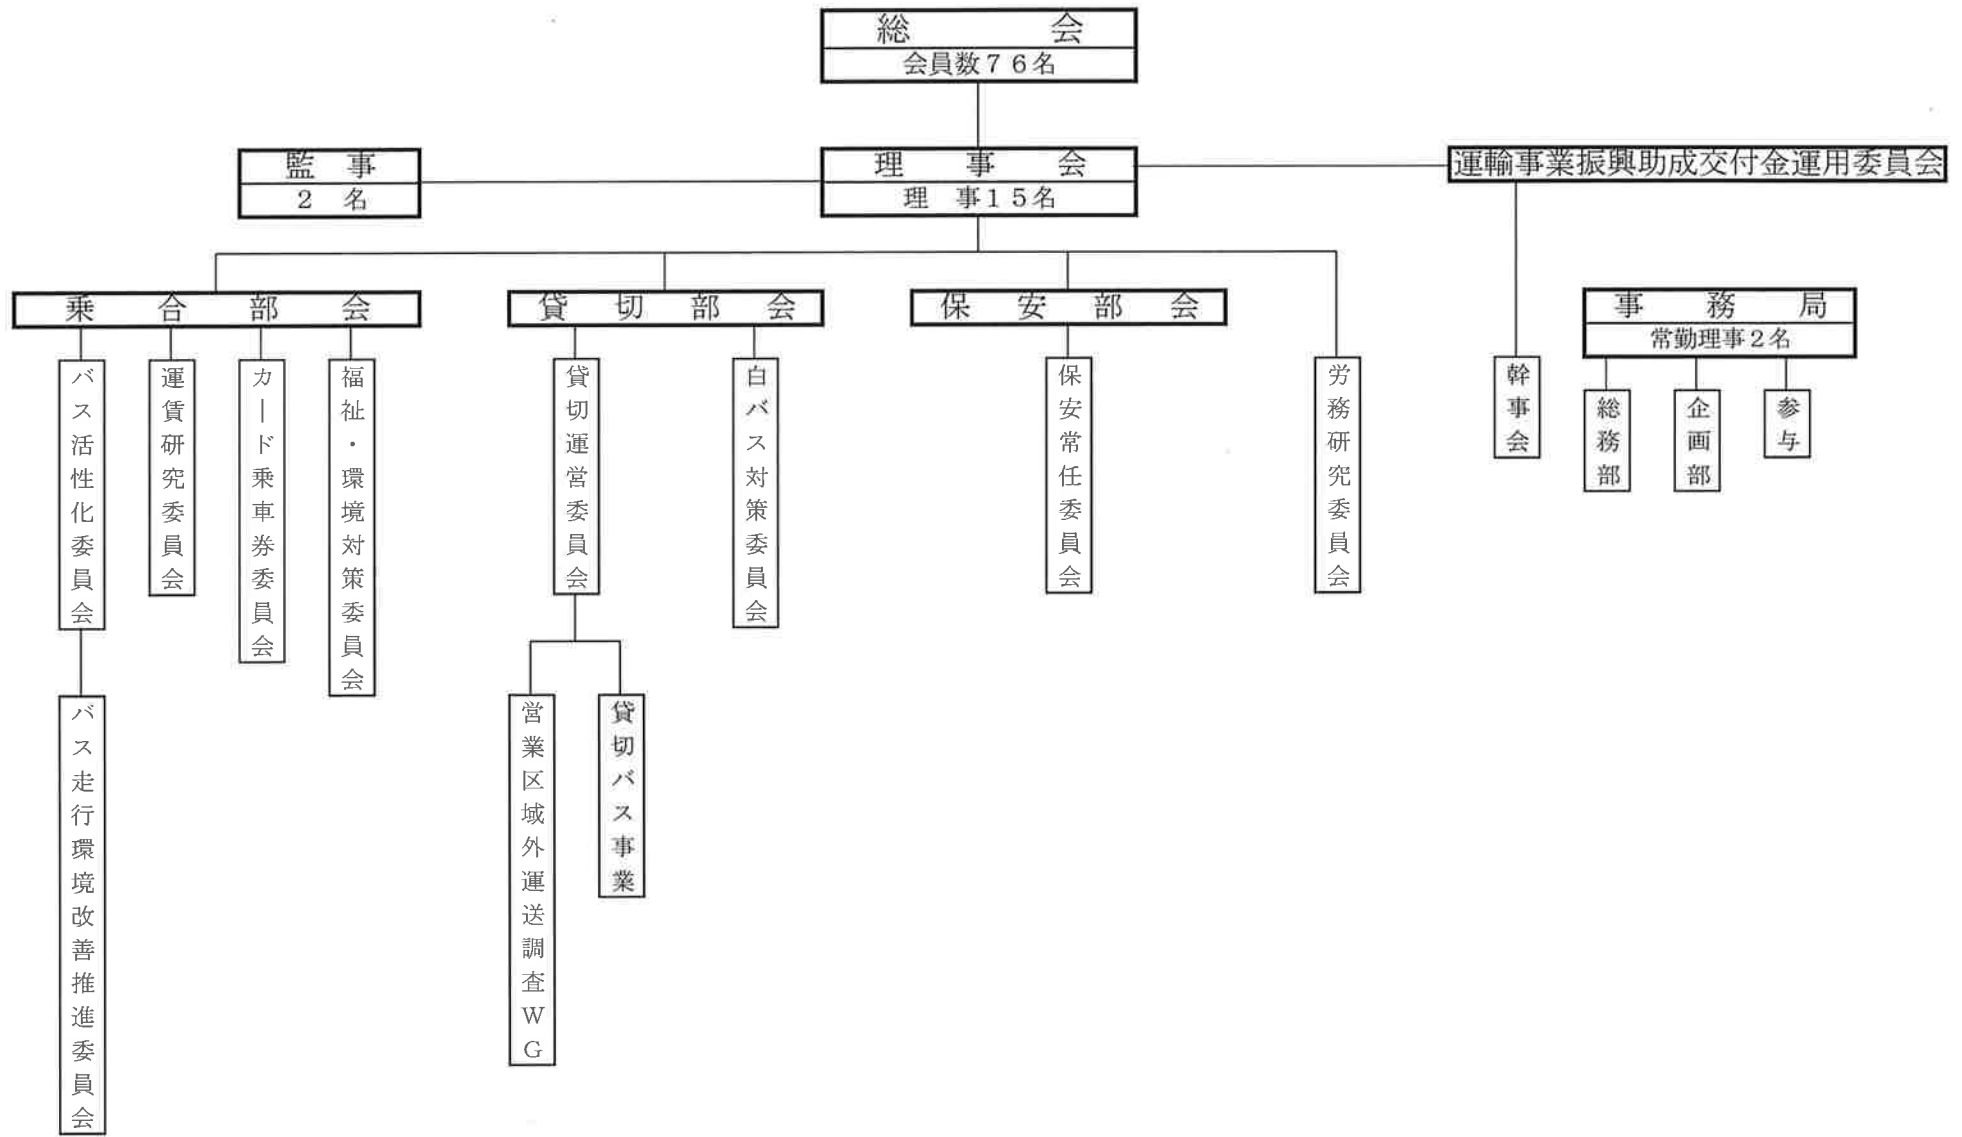 総会
会員数７６名
監事
２名
理事会
理事１５名
運輸事業振興助成交付金運用委員会
乗合部会
貸切部会
保安部会
事務局
常勤理事２名
バス活性化委員会
運賃研究委員会
カード乗車券委員会
福祉・環境対策委員会
貸切運営委員会
白バス対策委員会
保安常任委員会
労務研究委員会
幹事会
総務部
企画部
参与
バス走行環境改善推進委員会
営業区域外運送調査WG
貸切バス事業